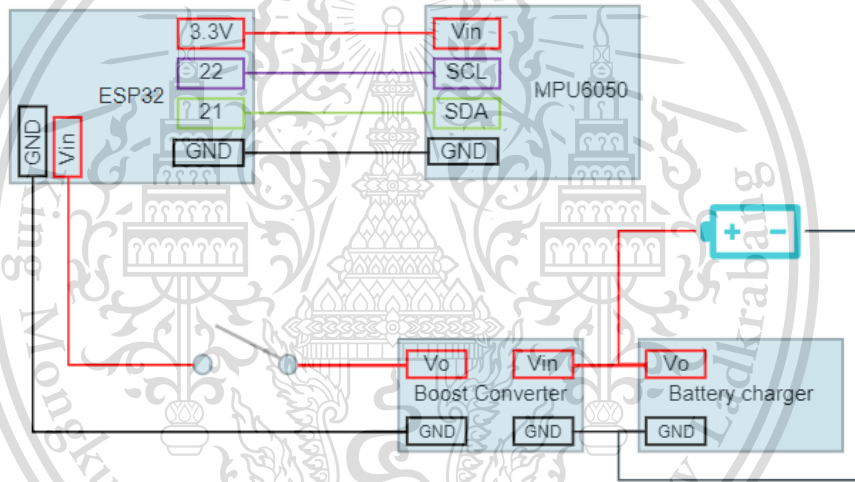 3.3V
Vin
22
SCL
ESP32
MPU6050
21
SDA
GND
GND
GND
Vin
+
−
Vo
Vin
Vo
Boost Converter
Battery charger
GND
GND
GND
Ladkrabang